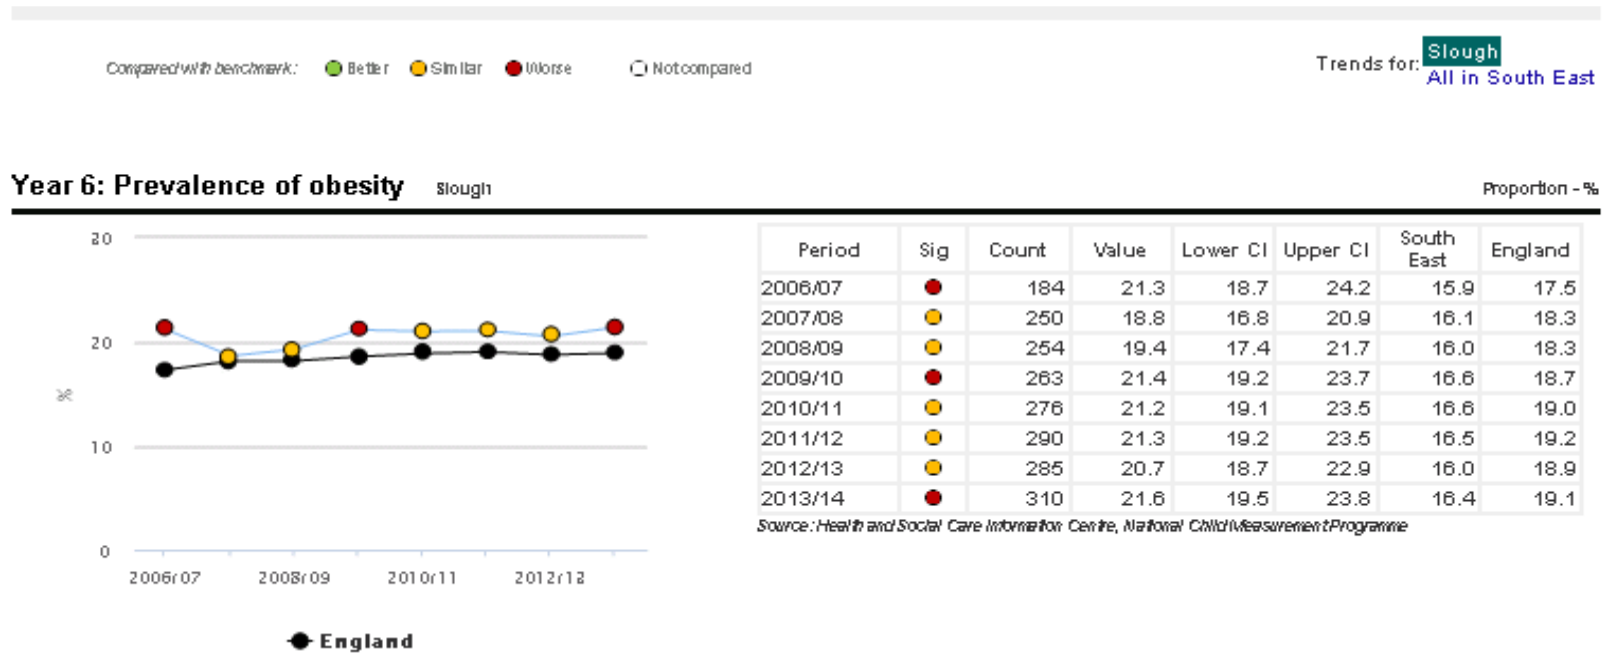 Compared with benchmark: Better Similar Worse Not compared
Trends for: Slough
All in South East
Year 6: Prevalence of obesity Slough Proportion - %
30
20
10
0
%
2006/07 2008/09 2010/11 2012/13
England
Period Sig Count Value Lower CI Upper CI South East England
2006/07 184 21.3 18.7 24.2 15.9 17.5
2007/08 250 18.8 16.8 20.9 16.1 18.3
2008/09 254 19.4 17.4 21.7 16.0 18.3
2009/10 263 21.4 19.2 23.7 16.6 18.7
2010/11 276 21.2 19.1 23.5 16.6 19.0
2011/12 290 21.3 19.2 23.5 16.5 19.2
2012/13 285 20.7 18.7 22.9 16.0 18.9
2013/14 310 21.6 19.5 23.8 16.4 19.1
Source: Health and Social Care Information Centre, National Child Measurement Programme